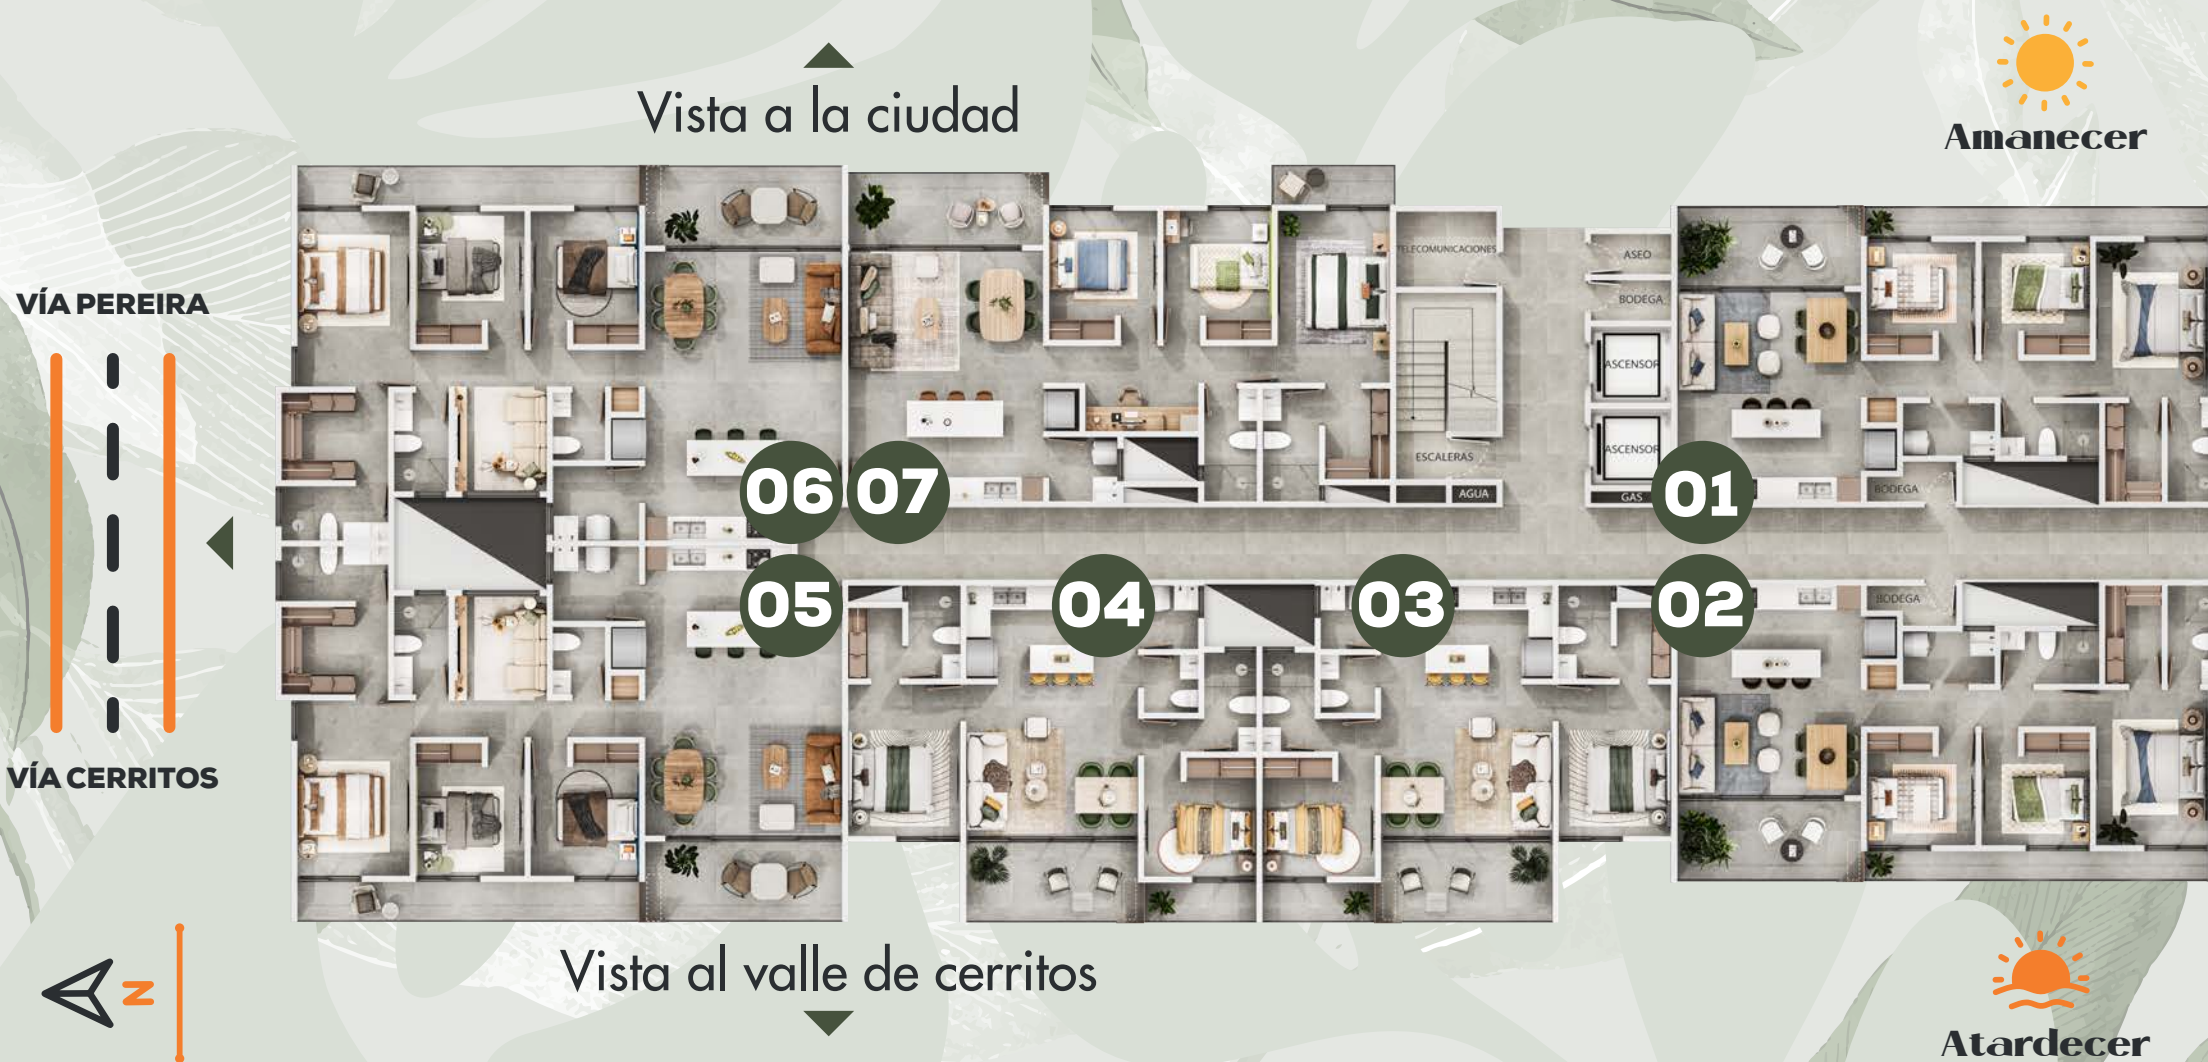 Vista a la ciudad
Amanecer
VÍA PEREIRA
VÍA CERRITOS
TELECOMUNICACIONES
ASEO
BODEGA
ASCENSOR
ASCENSOR
ESCALERAS
AGUA
GAS
BODEGA
06
07
01
05
04
03
02
BODEGA
N
Vista al valle de cerritos
Atardecer